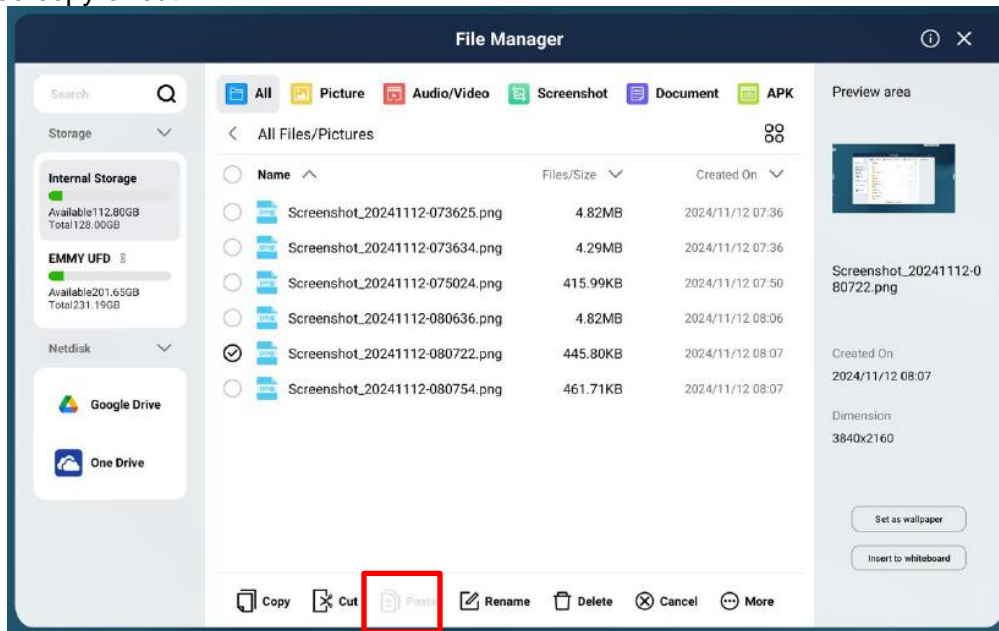 File Manager
Search
Storage
Internal Storage
Available112.80GB
Total128.00GB
EMMY UFD
Available201.65GB
Total231.19GB
Netdisk
Google Drive
One Drive
All Picture Audio/Video Screenshot Document APK
< All Files/Pictures
Name Files/Size Created On
Screenshot_20241112-073625.png 4.82MB 2024/11/12 07:36
Screenshot_20241112-073634.png 4.29MB 2024/11/12 07:36
Screenshot_20241112-075024.png 415.99KB 2024/11/12 07:50
Screenshot_20241112-080636.png 4.82MB 2024/11/12 08:06
Screenshot_20241112-080722.png 445.80KB 2024/11/12 08:07
Screenshot_20241112-080754.png 461.71KB 2024/11/12 08:07
Copy Cut Paste Rename Delete Cancel More
Preview area
Screenshot_20241112-0
80722.png
Created On
2024/11/12 08:07
Dimension
3840x2160
Set as wallpaper
Insert to whiteboard